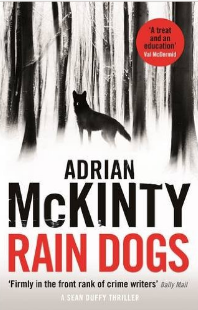 'A treat
and an
education'
Val McDermid
ADRIAN
McKINTY
RAIN DOGS
'Firmly in the front rank of crime writers' Daily Mail
A SEAN DUFFY THRILLER